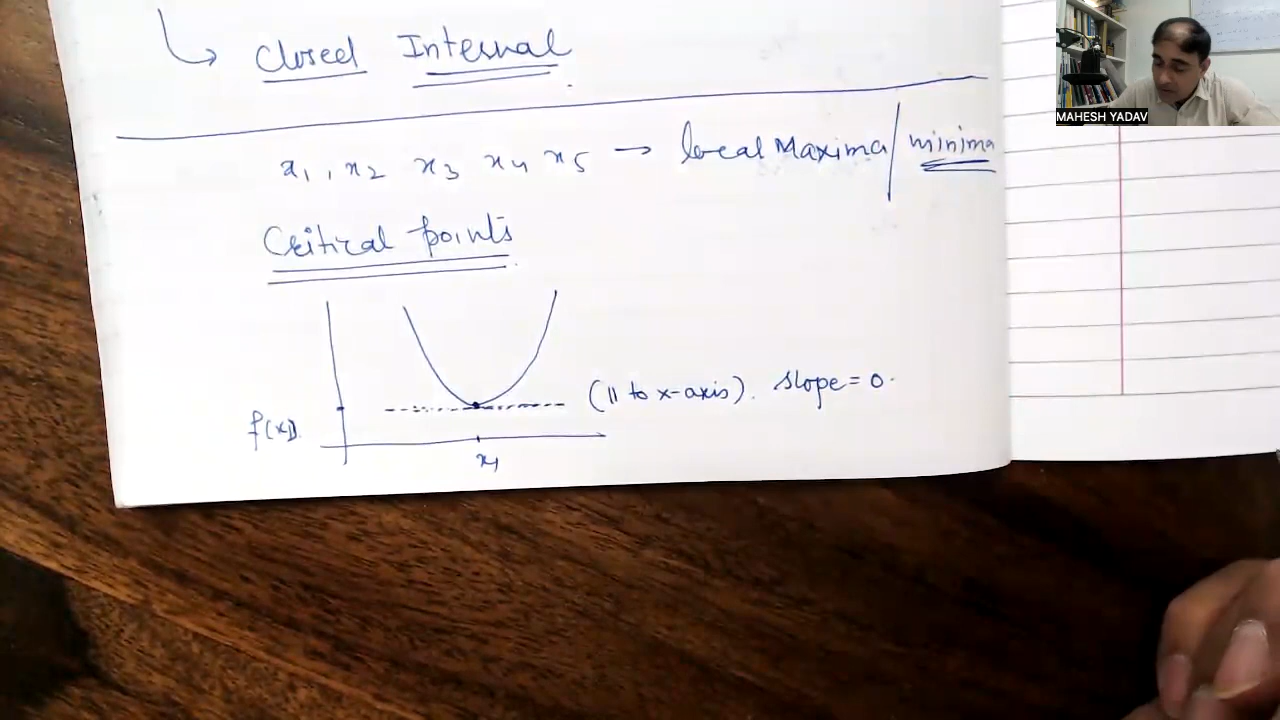 Closed Interval
MAHESH YADAV
x1, x2 x3 x4 x5 → local Maxima/minima
Critical points
(|| to x-axis). slope = 0.
f(x1).
x1